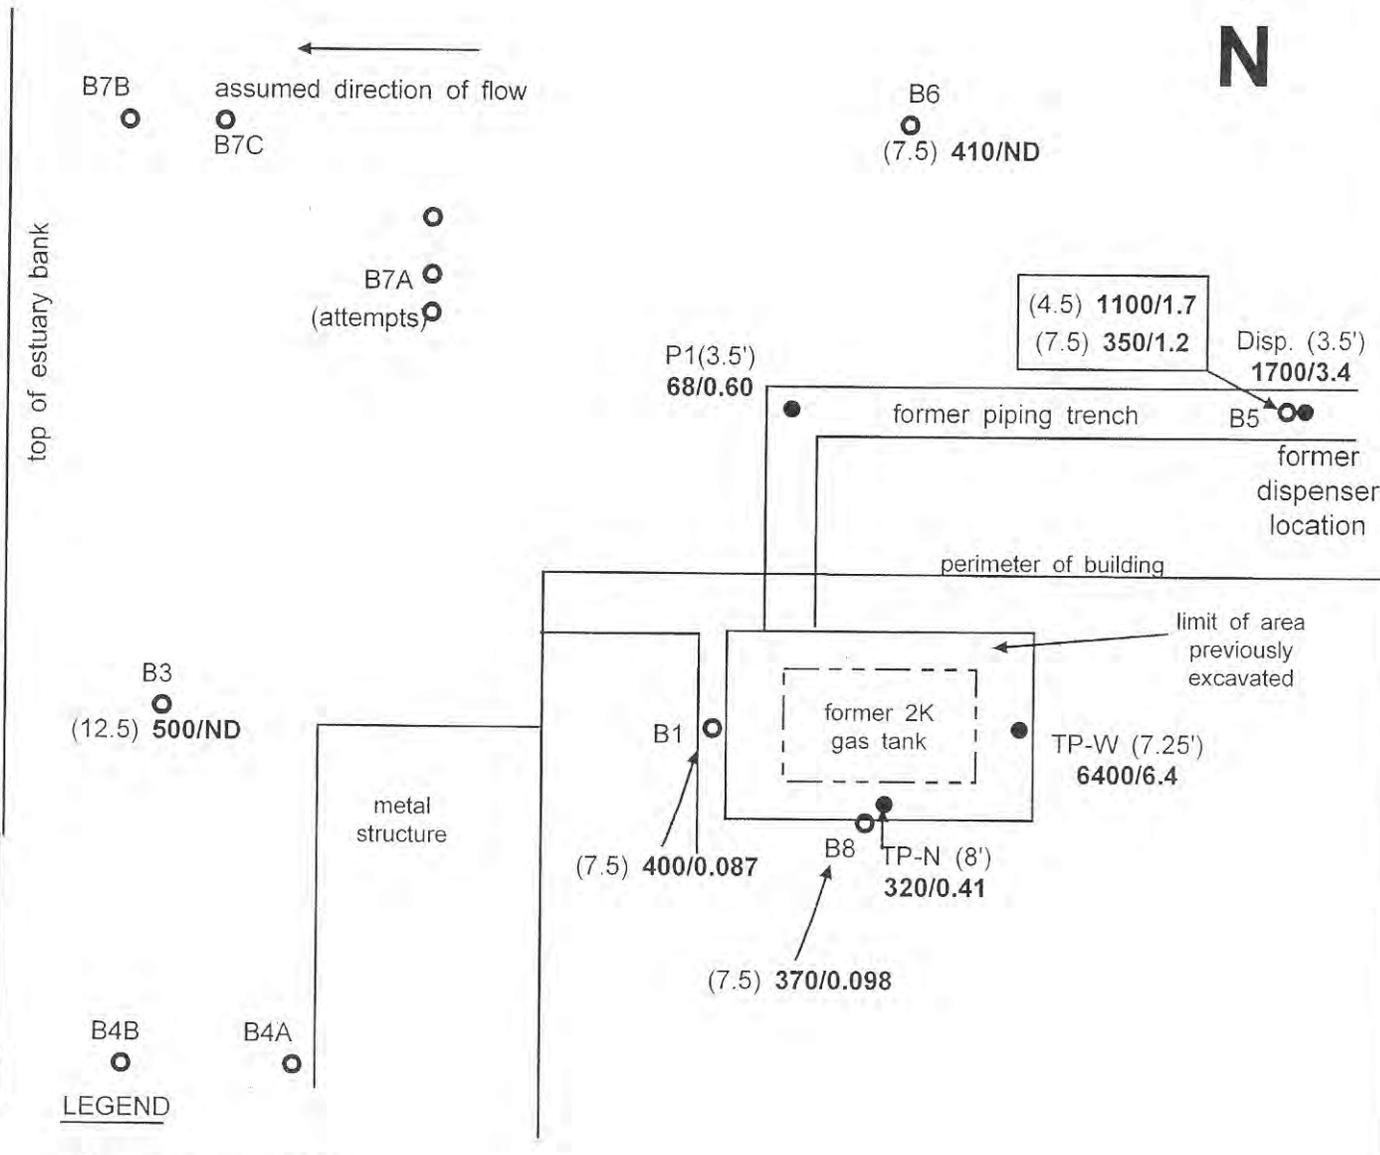 N
B7B
assumed direction of flow
B7C
B6
(7.5) 410/ND
top of estuary bank
B7A
(attempts)
(4.5) 1100/1.7
(7.5) 350/1.2
Disp. (3.5')
1700/3.4
P1(3.5')
68/0.60
former piping trench
B5
former
dispenser
location
perimeter of building
limit of area
previously
excavated
B3
(12.5) 500/ND
B1
former 2K
gas tank
TP-W (7.25')
6400/6.4
metal
structure
(7.5) 400/0.087
B8
TP-N (8')
320/0.41
(7.5) 370/0.098
B4B
B4A
LEGEND